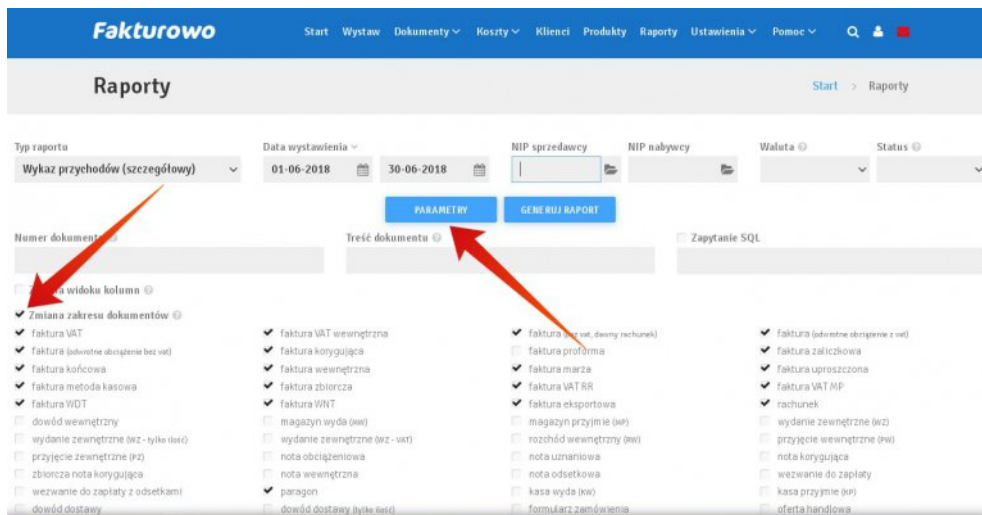 Fakturowo Start Wystaw Dokumenty Koszty Klienci Produkty Raporty Ustawienia Pomoc
Raporty Start > Raporty
Typ raportu Data wystawienia NIP sprzedawcy NIP nabywcy Waluta Status
Wykaz przychodów (szczegółowy) 01-06-2018 30-06-2018
PARAMETRY GENERUJ RAPORT
Numer dokumentu Treść dokumentu Zapytanie SQL
widoku kolumn
Zmiana zakresu dokumentów
faktura VAT faktura VAT wewnętrzna faktura (bez vat, dawny rachunek) faktura (odwrotne obciążenie z vat)
faktura (odwrotne obciążenie bez vat) faktura korygująca faktura proforma faktura zaliczkowa
faktura końcowa faktura wewnętrzna faktura marża faktura uproszczona
faktura metoda kasowa faktura zbiorcza faktura VAT RR faktura VAT MP
faktura WDT faktura WNT faktura eksportowa rachunek
dowód wewnętrzny magazyn wyda (MW) magazyn przyjmie (MP) wydanie zewnętrzne (WZ)
wydanie zewnętrzne (WZ - tylko ilość) wydanie zewnętrzne (WZ - VAT) rozchód wewnętrzny (RW) przyjęcie wewnętrzne (PW)
przyjęcie zewnętrzne (PZ) nota obciążeniowa nota uznaniowa nota korygująca
zbiorcza nota korygująca nota wewnętrzna nota odsetkowa wezwanie do zapłaty
wezwanie do zapłaty z odsetkami paragon kasa wyda (KW) kasa przyjmie (KP)
dowód dostawy dowód dostawy (tylko ilość) formularz zamówienia oferta handlowa